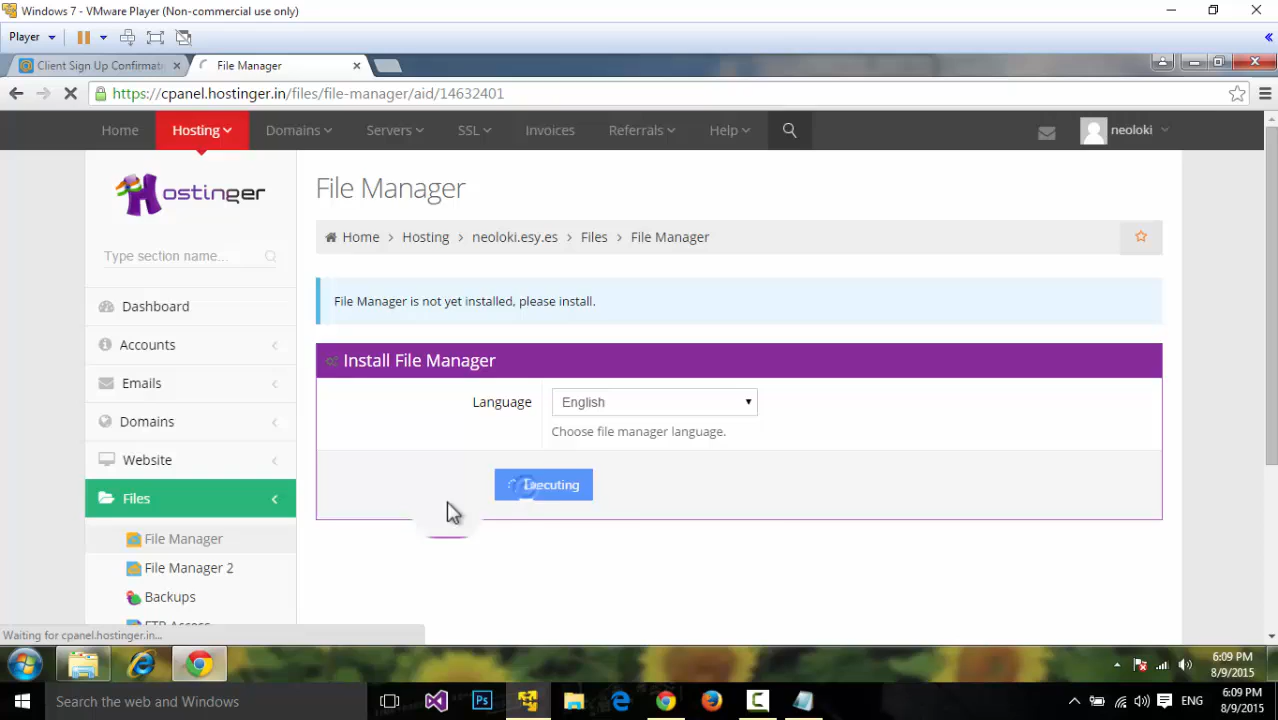 Windows 7 - VMware Player (Non-commercial use only)
Player
Client Sign Up Confirmat
File Manager
https://cpanel.hostinger.in/files/file-manager/aid/14632401
Home
Hosting
Domains
Servers
SSL
Invoices
Referrals
Help
neoloki
Hostinger
File Manager
Home > Hosting > neoloki.esy.es > Files > File Manager
Type section name...
File Manager is not yet installed, please install.
Dashboard
Accounts
Emails
Domains
Website
Files
File Manager
File Manager 2
Backups
FTP Access
Install File Manager
Language
English
Choose file manager language.
Executing
Waiting for cpanel.hostinger.in...
6:09 PM
8/9/2015
Search the web and Windows
ENG
6:09 PM
8/9/2015